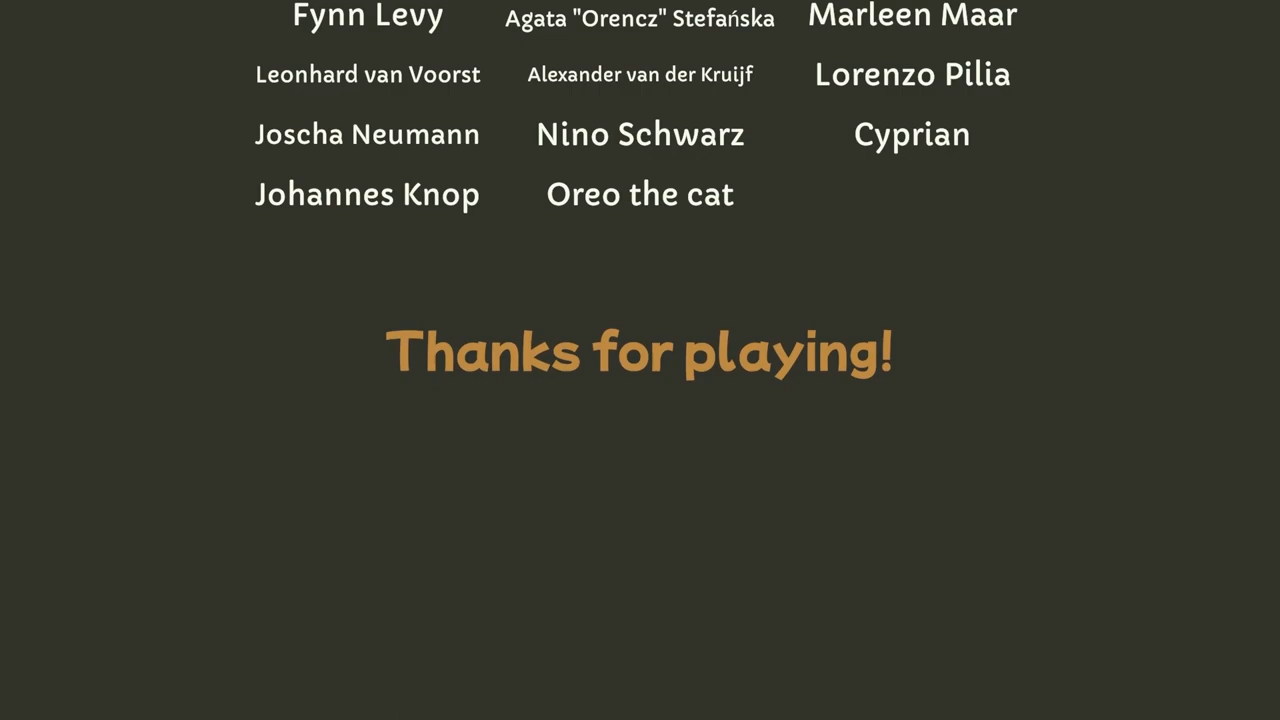 Fynn Levy Agata "Orencz" Stefańska Marleen Maar
Leonhard van Voorst Alexander van der Kruijf Lorenzo Pilia
Joscha Neumann Nino Schwarz Cyprian
Johannes Knop Oreo the cat
Thanks for playing!